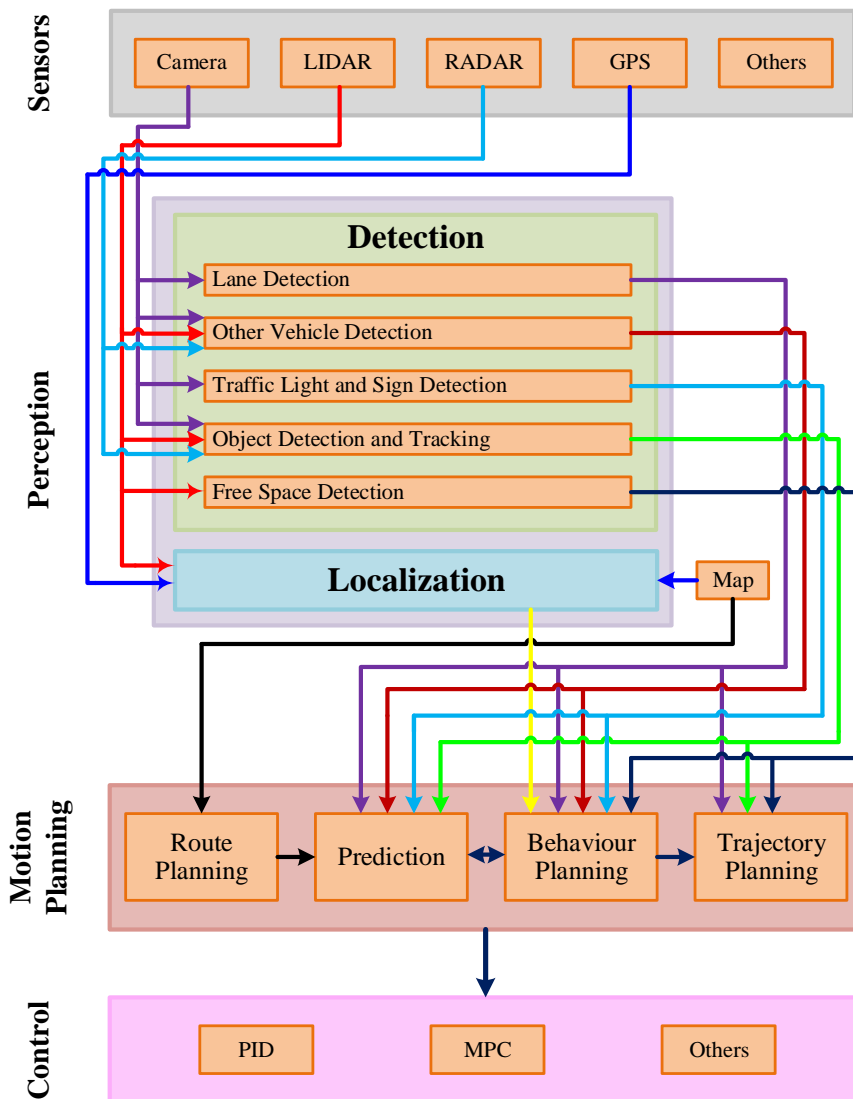 Sensors
Camera
LIDAR
RADAR
GPS
Others
Perception
Detection
Lane Detection
Other Vehicle Detection
Traffic Light and Sign Detection
Object Detection and Tracking
Free Space Detection
Localization
Map
Motion
Planning
Route
Planning
Prediction
Behaviour
Planning
Trajectory
Planning
Control
PID
MPC
Others